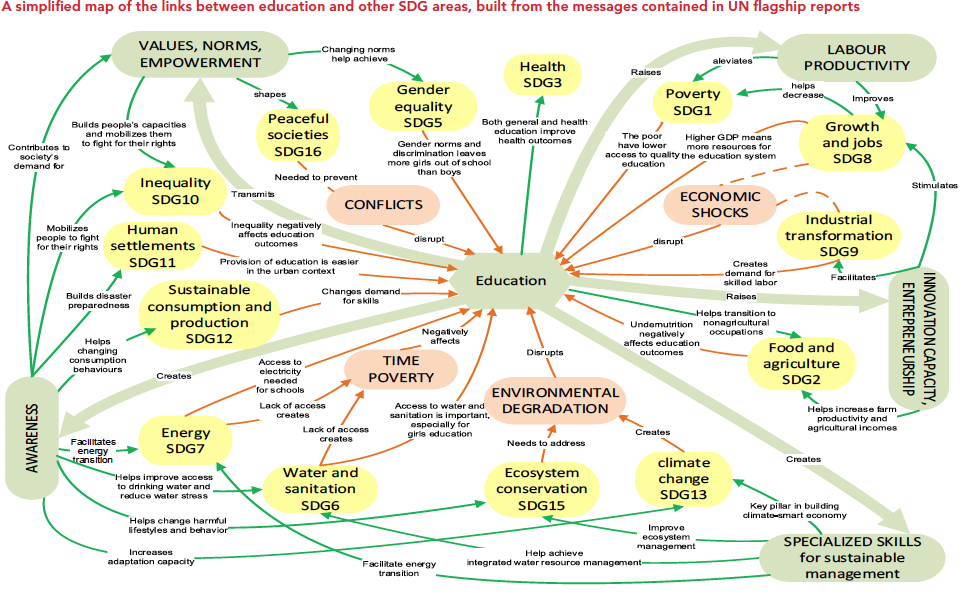 A simplified map of the links between education and other SDG areas, built from the messages contained in UN flagship reports
VALUES, NORMS,
EMPOWERMENT
Changing norms
help achieve
Health
SDG3
LABOUR
PRODUCTIVITY
Raises
aleviates
Poverty
SDG1
helps
decrease
Improves
shapes
Gender
equality
SDG5
Peaceful
societies
SDG16
Builds people's capacities
and mobilizes them
to fight for their rights
Both general and health
education improve
health outcomes
The poor
have lower
access to quality
education
Higher GDP means
more resources for
the education system
Growth
and jobs
SDG8
Contributes to
society's
demand for
Gender norms and
discrimination leaves
more girls out of school
than boys
Needed to prevent
Inequality
SDG10
Transmits
CONFLICTS
ECONOMIC
SHOCKS
Stimulates
Mobilizes
people to fight
for their rights
Human
settlements
SDG11
Inequality negatively
affects education
outcomes
disrupt
disrupt
Industrial
transformation
SDG9
Provision of education is easier
in the urban context
Education
Creates
demand for
skilled labor
Facilitates
Builds disaster
preparedness
Sustainable
consumption and
production
SDG12
Changes demand
for skills
Raises
INNOVATION CAPACITY,
ENTREPRENEURSHIP
Helps transition to
nonagricultural
occupations
Undernutrition
negatively
affects education
outcomes
Helps
changing
consumption
behaviours
Negatively
affects
Disrupts
Food and
agriculture
SDG2
Creates
Access to
electricity
needed
for schools
TIME
POVERTY
ENVIRONMENTAL
DEGRADATION
AWARENESS
Lack of access
creates
Access to water and
sanitation is important,
especially for
girls education
Helps increase farm
productivity and
agricultural incomes
Energy
SDG7
Lack of access
creates
Needs to address
Creates
Facilitates
energy
transition
Creates
Water and
sanitation
SDG6
Ecosystem
conservation
SDG15
climate
change
SDG13
Helps improve access
to drinking water and
reduce water stress
Helps change harmful
lifestyles and behavior
Key pillar in building
climate-smart economy
Improve
ecosystem
management
Increases
adaptation capacity
Help achieve
integrated water resource management
SPECIALIZED SKILLS
for sustainable
management
Facilitate energy
transition